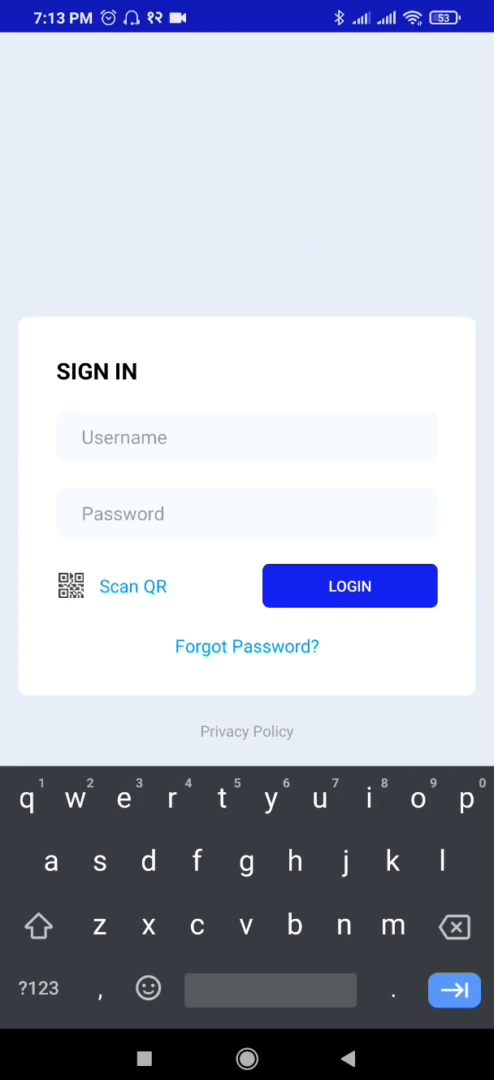 7:13 PM १२ 53
SIGN IN
Username
Password
Scan QR
LOGIN
Forgot Password?
Privacy Policy
1 2 3 4 5 6 7 8 9 0
q w e r t y u i o p
a s d f g h j k l
z x c v b n m
?123 , .